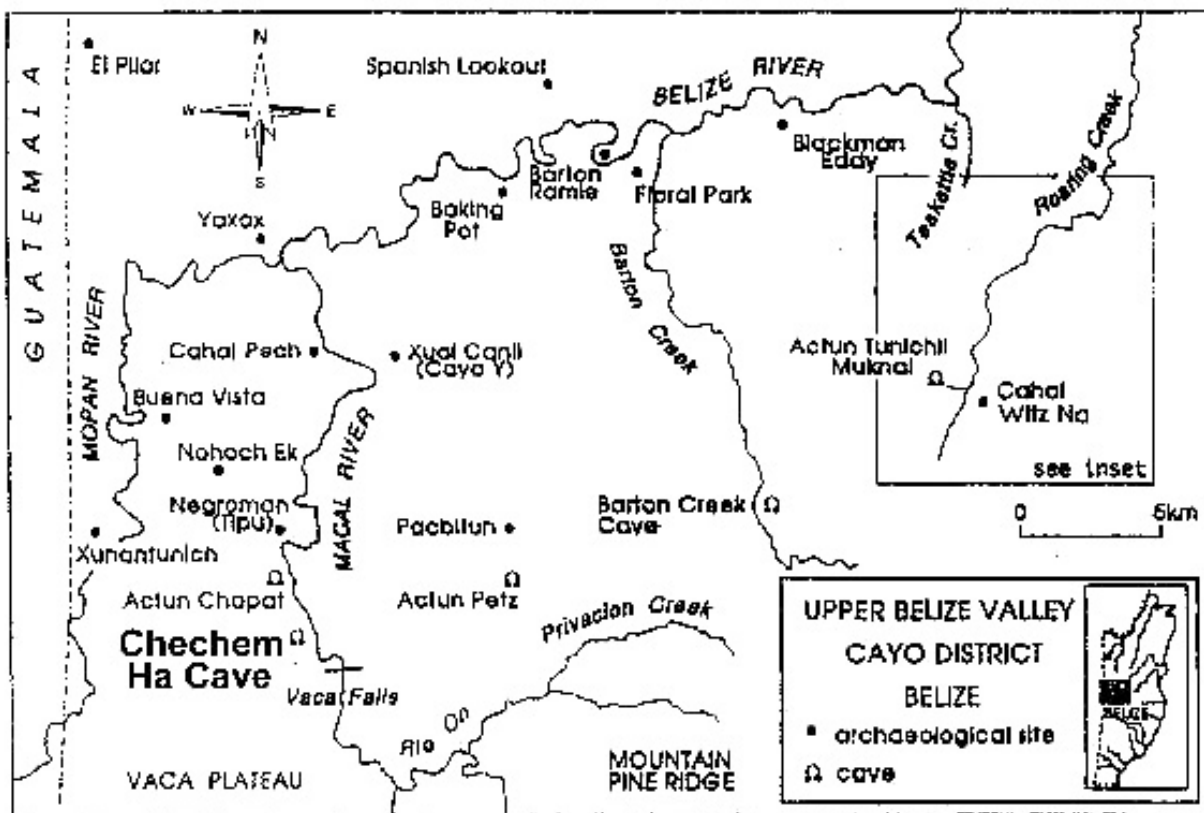 GUATEMALA
El Pilar
N
W
E
S
Spanish Lookout
BELIZE RIVER
Blackman
Eddy
Barton
Ramie
Floral Park
Baking
Pot
Teakettle Cr.
Roaring Creek
Yaxox
MOPAN RIVER
Barton Creek
Cahal Pech
Xual Canil
(Cayo Y)
Actun Tunichil
Muknal
Cahal
Witz Na
see inset
Buena Vista
Nohoch Ek
MACAL RIVER
Negroman
(Tipu)
Pacbitun
Barton Creek
Cave
0
5km
Xunantunich
Actun Chapat
Actun Petz
Privacion Creek
Chechem
Ha Cave
Vaca Falls
Rio On
MOUNTAIN
PINE RIDGE
VACA PLATEAU
UPPER BELIZE VALLEY
CAYO DISTRICT
BELIZE
archaeological site
Ω cave
BELIZE